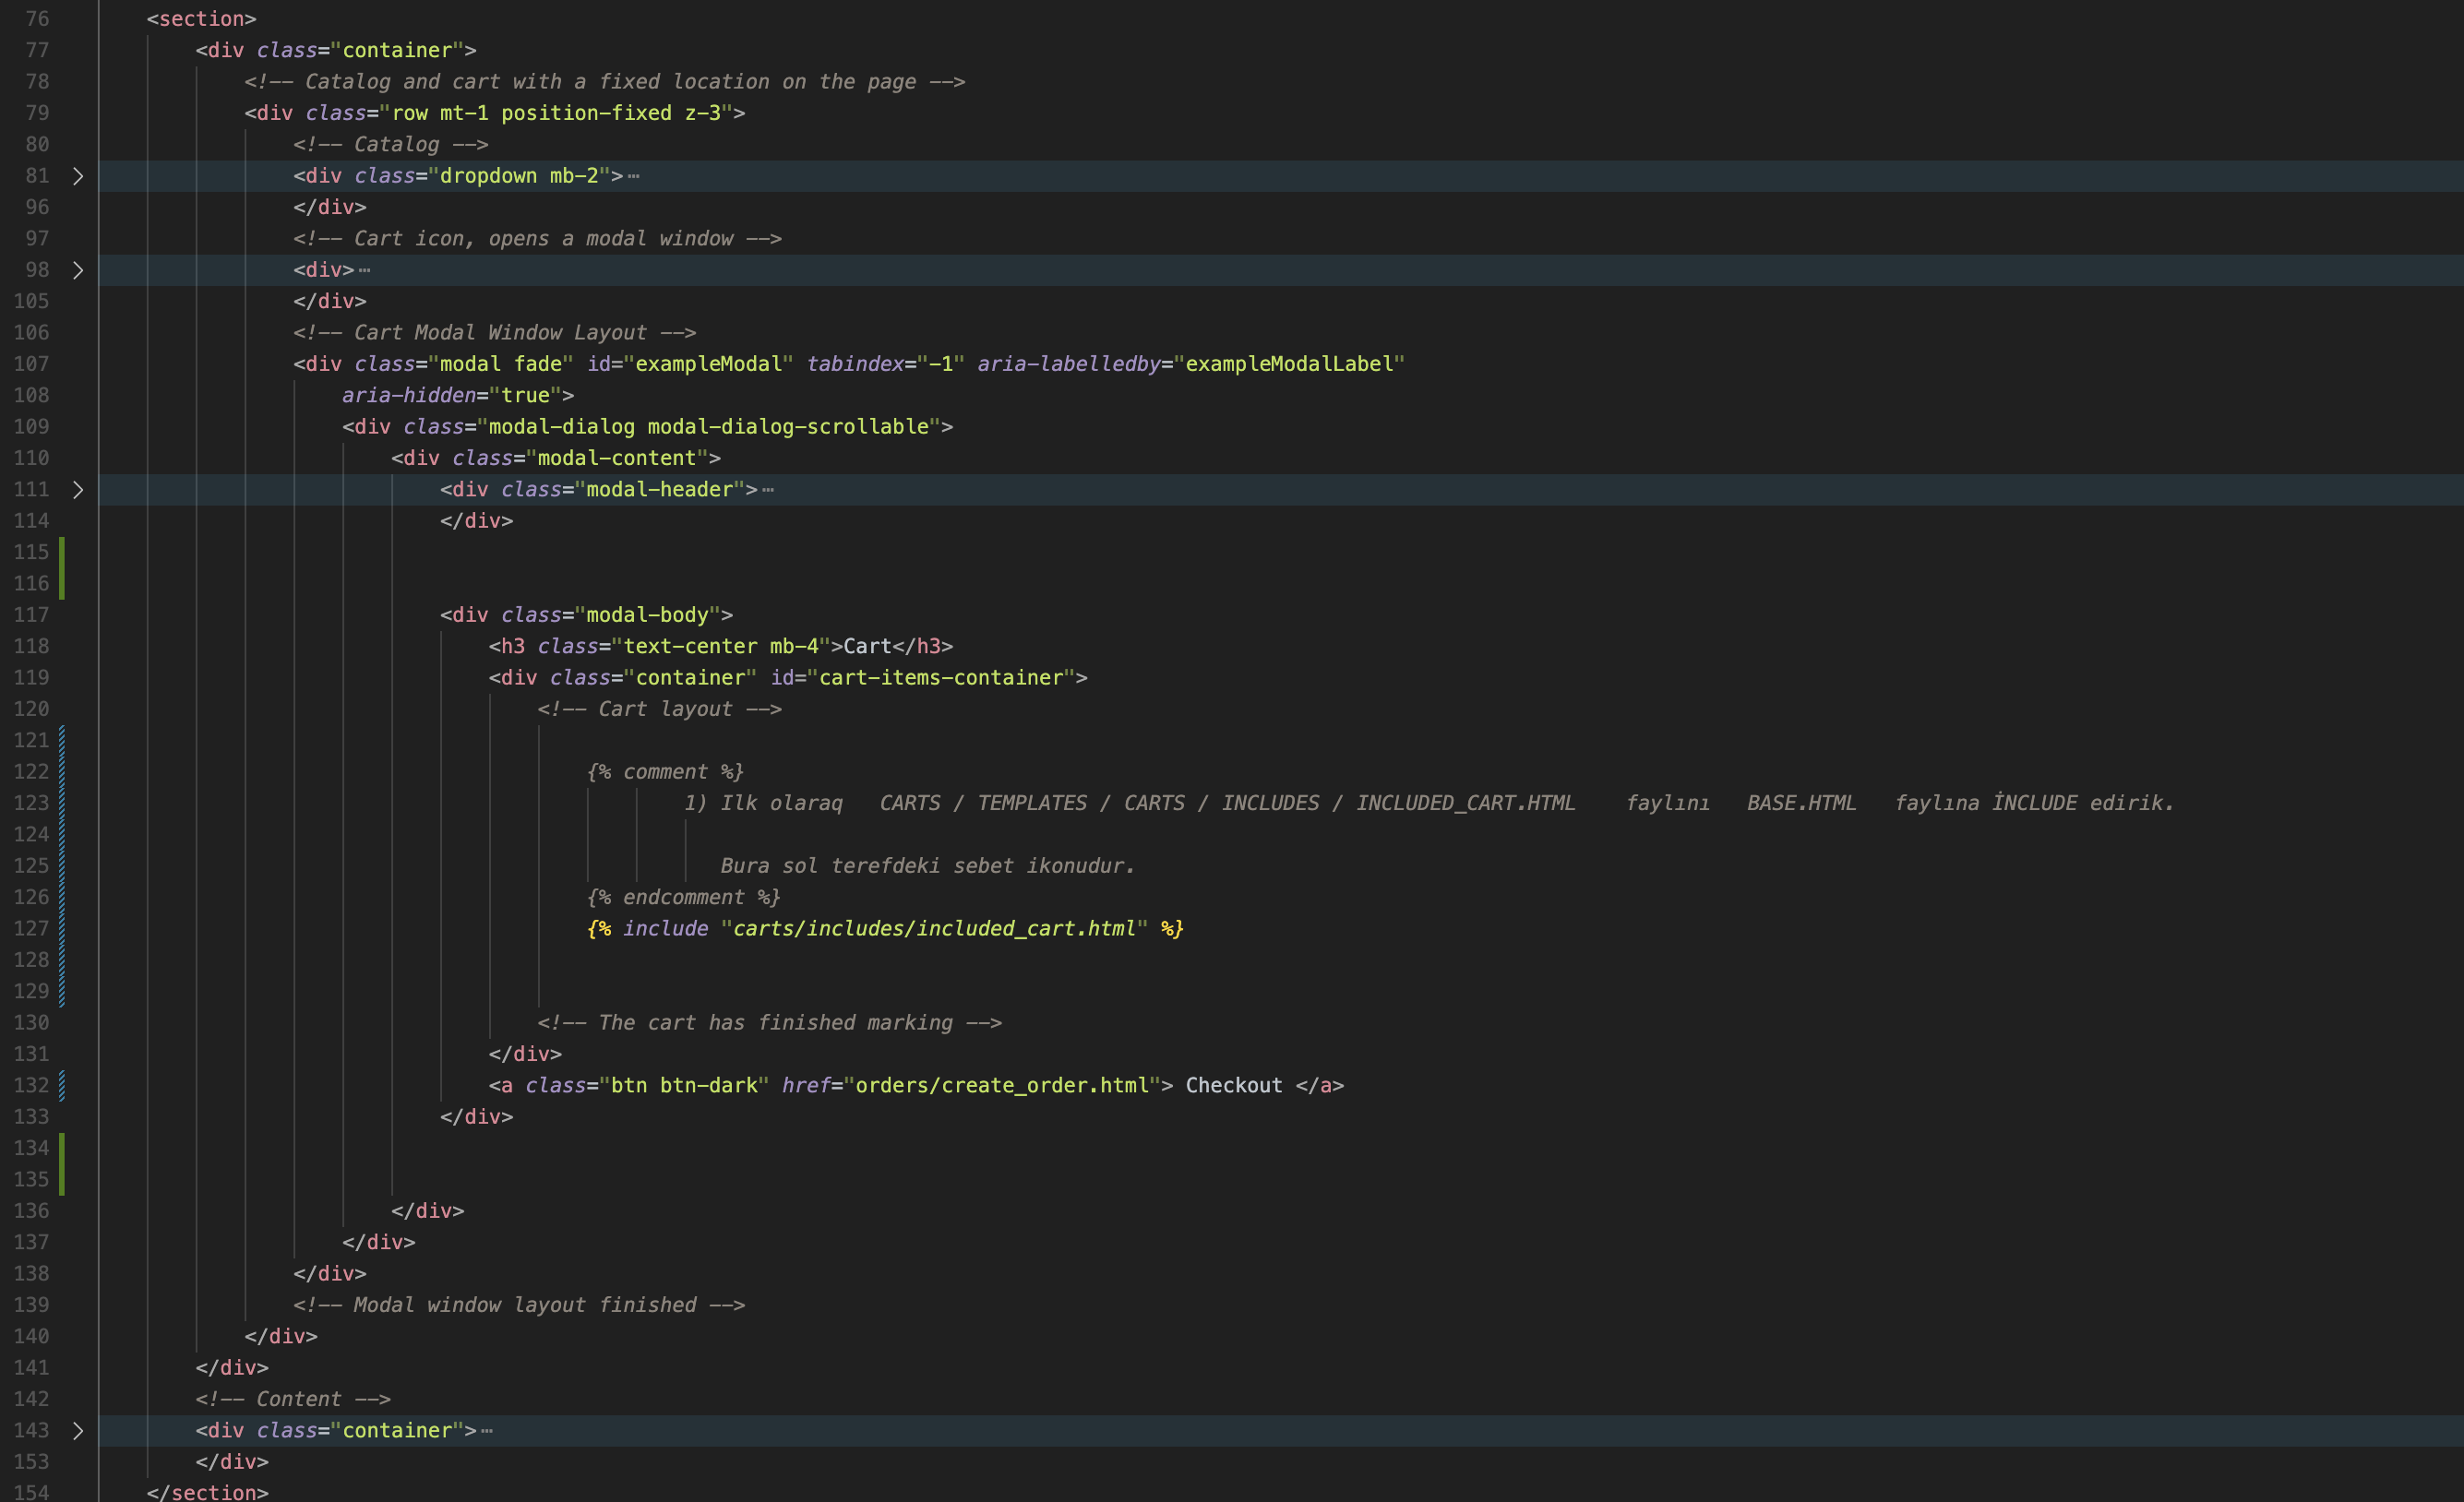 76 <section>
77 <div class="container">
78 <!-- Catalog and cart with a fixed location on the page -->
79 <div class="row mt-1 position-fixed z-3">
80 <!-- Catalog -->
81 <div class="dropdown mb-2">⋯
96 </div>
97 <!-- Cart icon, opens a modal window -->
98 <div>⋯
105 </div>
106 <!-- Cart Modal Window Layout -->
107 <div class="modal fade" id="exampleModal" tabindex="-1" aria-labelledby="exampleModalLabel"
108 aria-hidden="true">
109 <div class="modal-dialog modal-dialog-scrollable">
110 <div class="modal-content">
111 <div class="modal-header">⋯
114 </div>
115
116
117 <div class="modal-body">
118 <h3 class="text-center mb-4">Cart</h3>
119 <div class="container" id="cart-items-container">
120 <!-- Cart layout -->
121
122 {% comment %}
123 1) Ilk olaraq   CARTS / TEMPLATES / CARTS / INCLUDES / INCLUDED_CART.HTML    faylını   BASE.HTML   faylına İNCLUDE edirik.
124
125 Bura sol terefdeki sebet ikonudur.
126 {% endcomment %}
127 {% include "carts/includes/included_cart.html" %}
128
129
130 <!-- The cart has finished marking -->
131 </div>
132 <a class="btn btn-dark" href="orders/create_order.html"> Checkout </a>
133 </div>
134
135
136 </div>
137 </div>
138 </div>
139 <!-- Modal window layout finished -->
140 </div>
141 </div>
142 <!-- Content -->
143 <div class="container">⋯
153 </div>
154 </section>